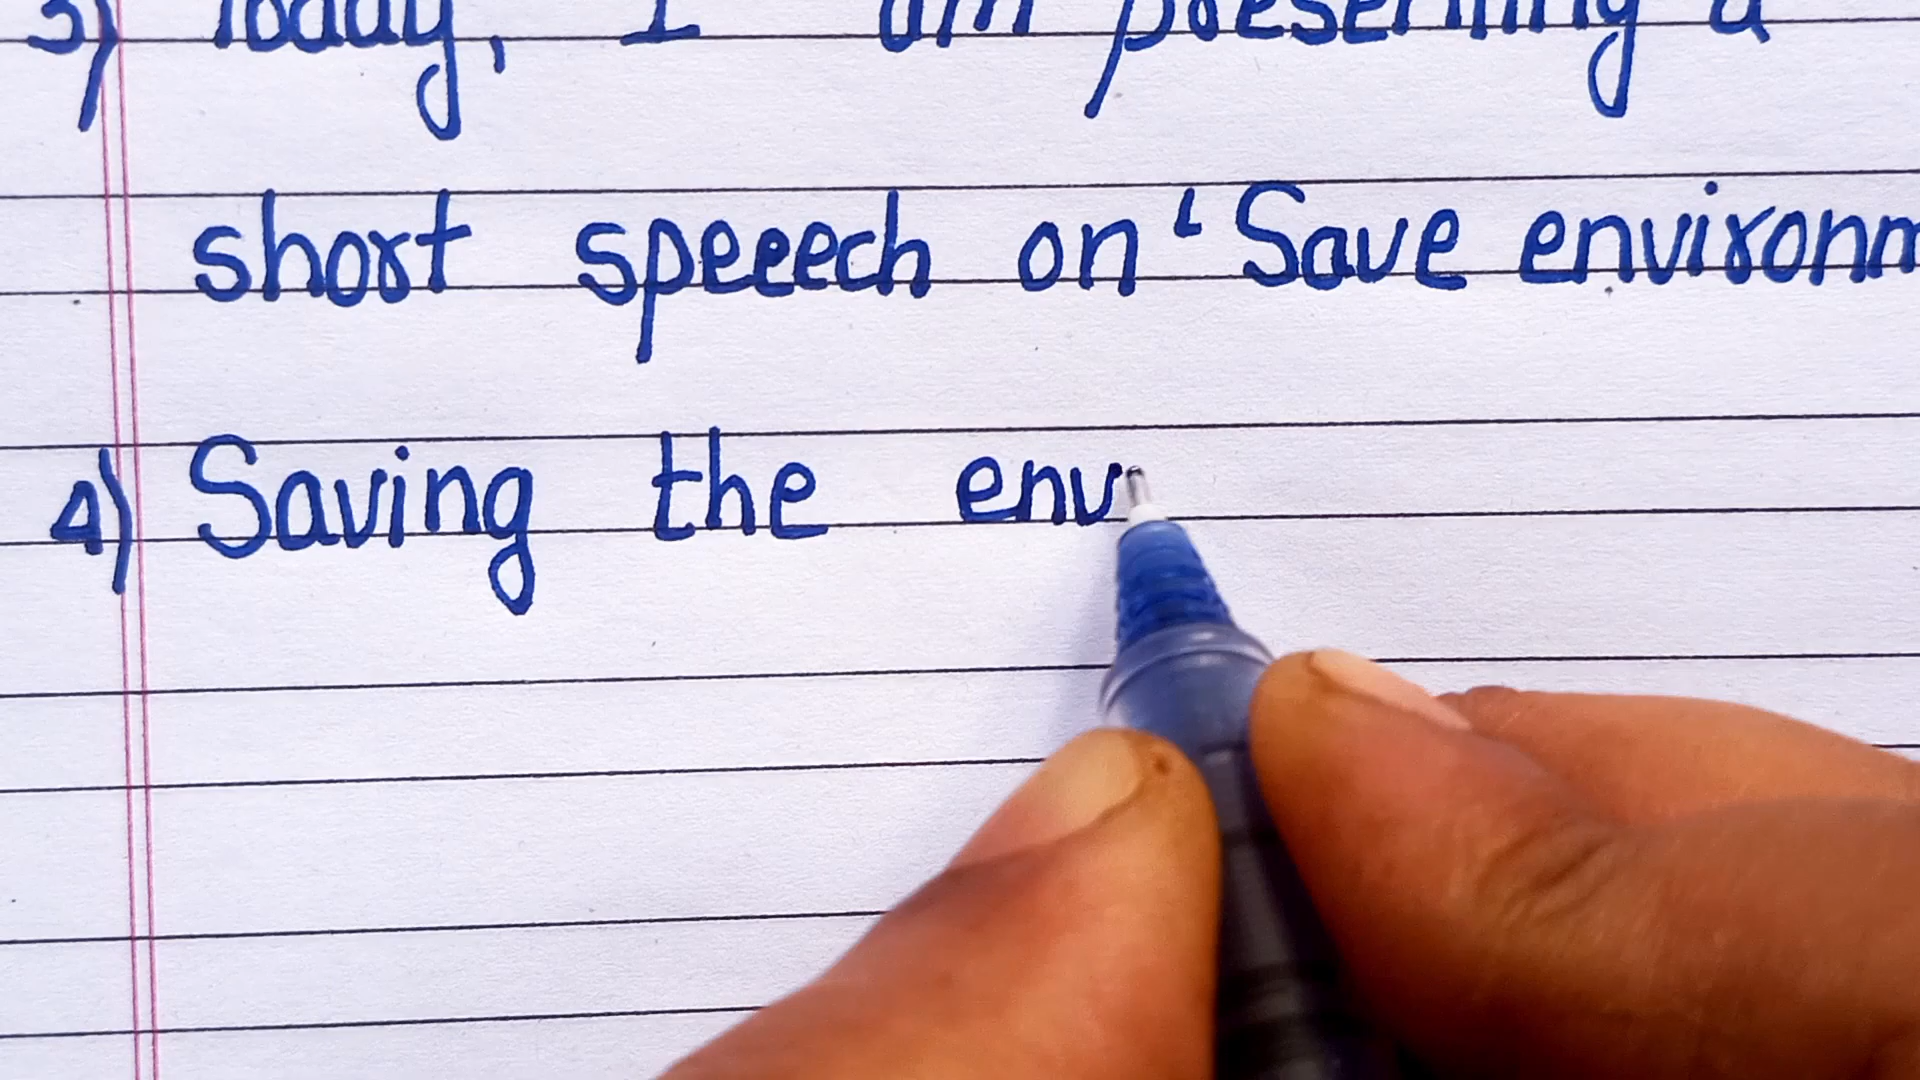 3) Today, I am presenting a
short speeech on ‘Save environm
4) Saving the env